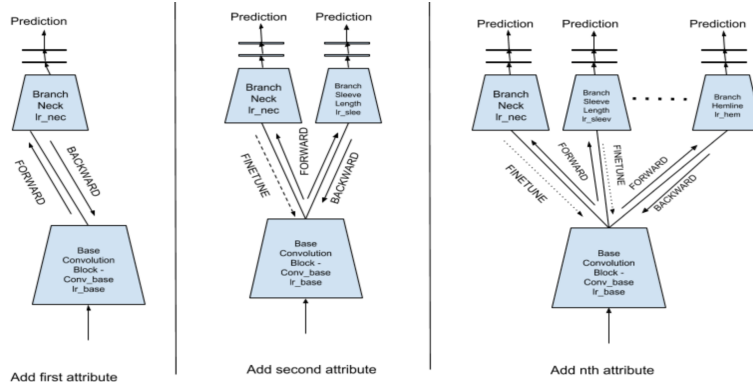 Prediction
Branch
Neck
lr_nec
FORWARD
BACKWARD
Base
Convolution
Block -
Conv_base
lr_base
Add first attribute
Prediction
Prediction
Branch
Neck
lr_nec
Branch
Sleeve
Length
lr_slee
FINETUNE
FORWARD
BACKWARD
Base
Convolution
Block -
Conv_base
lr_base
Add second attribute
Prediction
Prediction
Prediction
Branch
Neck
lr_nec
Branch
Sleeve
Length
lr_sleev
Branch
Hemline
lr_hem
FINETUNE
FORWARD
FINETUNE
FORWARD
BACKWARD
Base
Convolution
Block -
Conv_base
lr_base
Add nth attribute